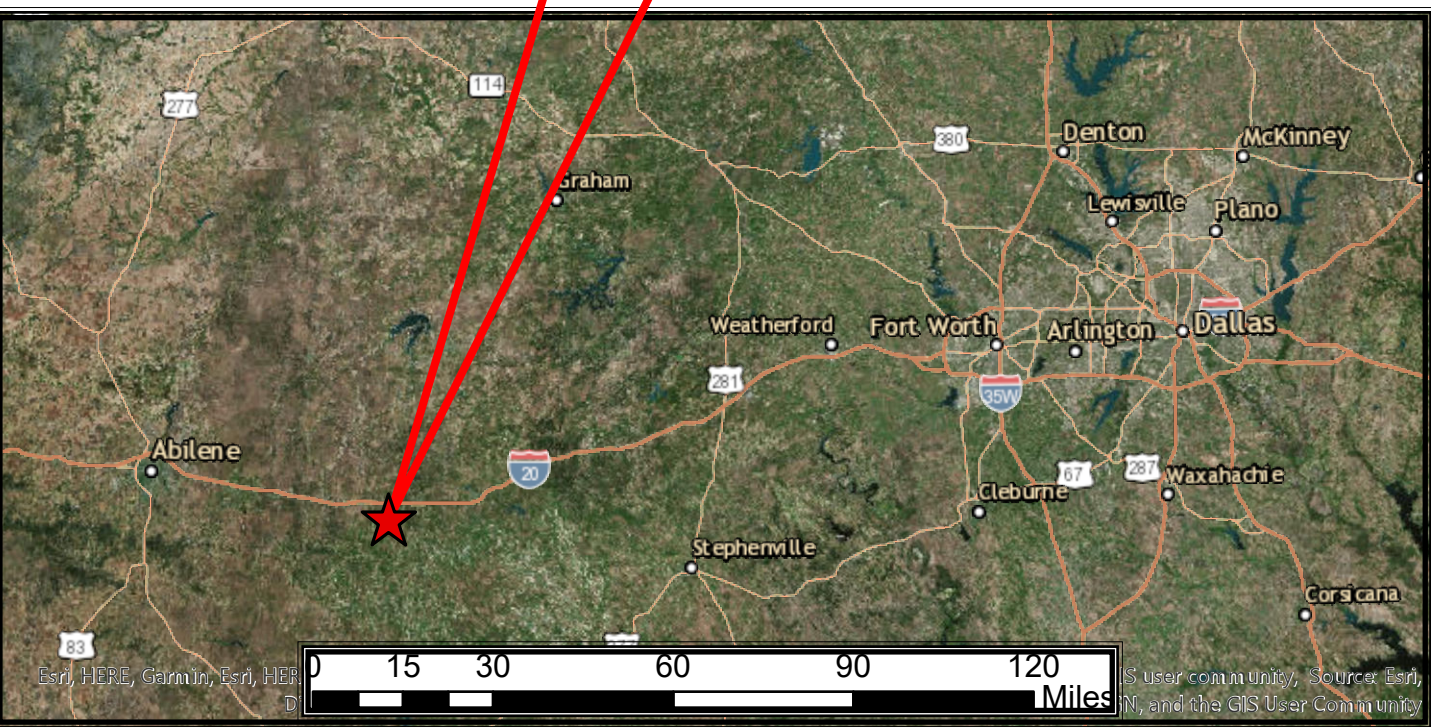 114
277
380
Denton
McKinney
Graham
Lewisville
Plano
Weatherford
Fort Worth
Arlington
Dallas
281
35W
Abilene
20
67
287
Waxahachie
Cleburne
Stephenville
Corsicana
83
0 15 30 60 90 120
Miles
Esri, HERE, Garmin, Esri, HER
S user community, Source: Esri,
N, and the GIS User Community